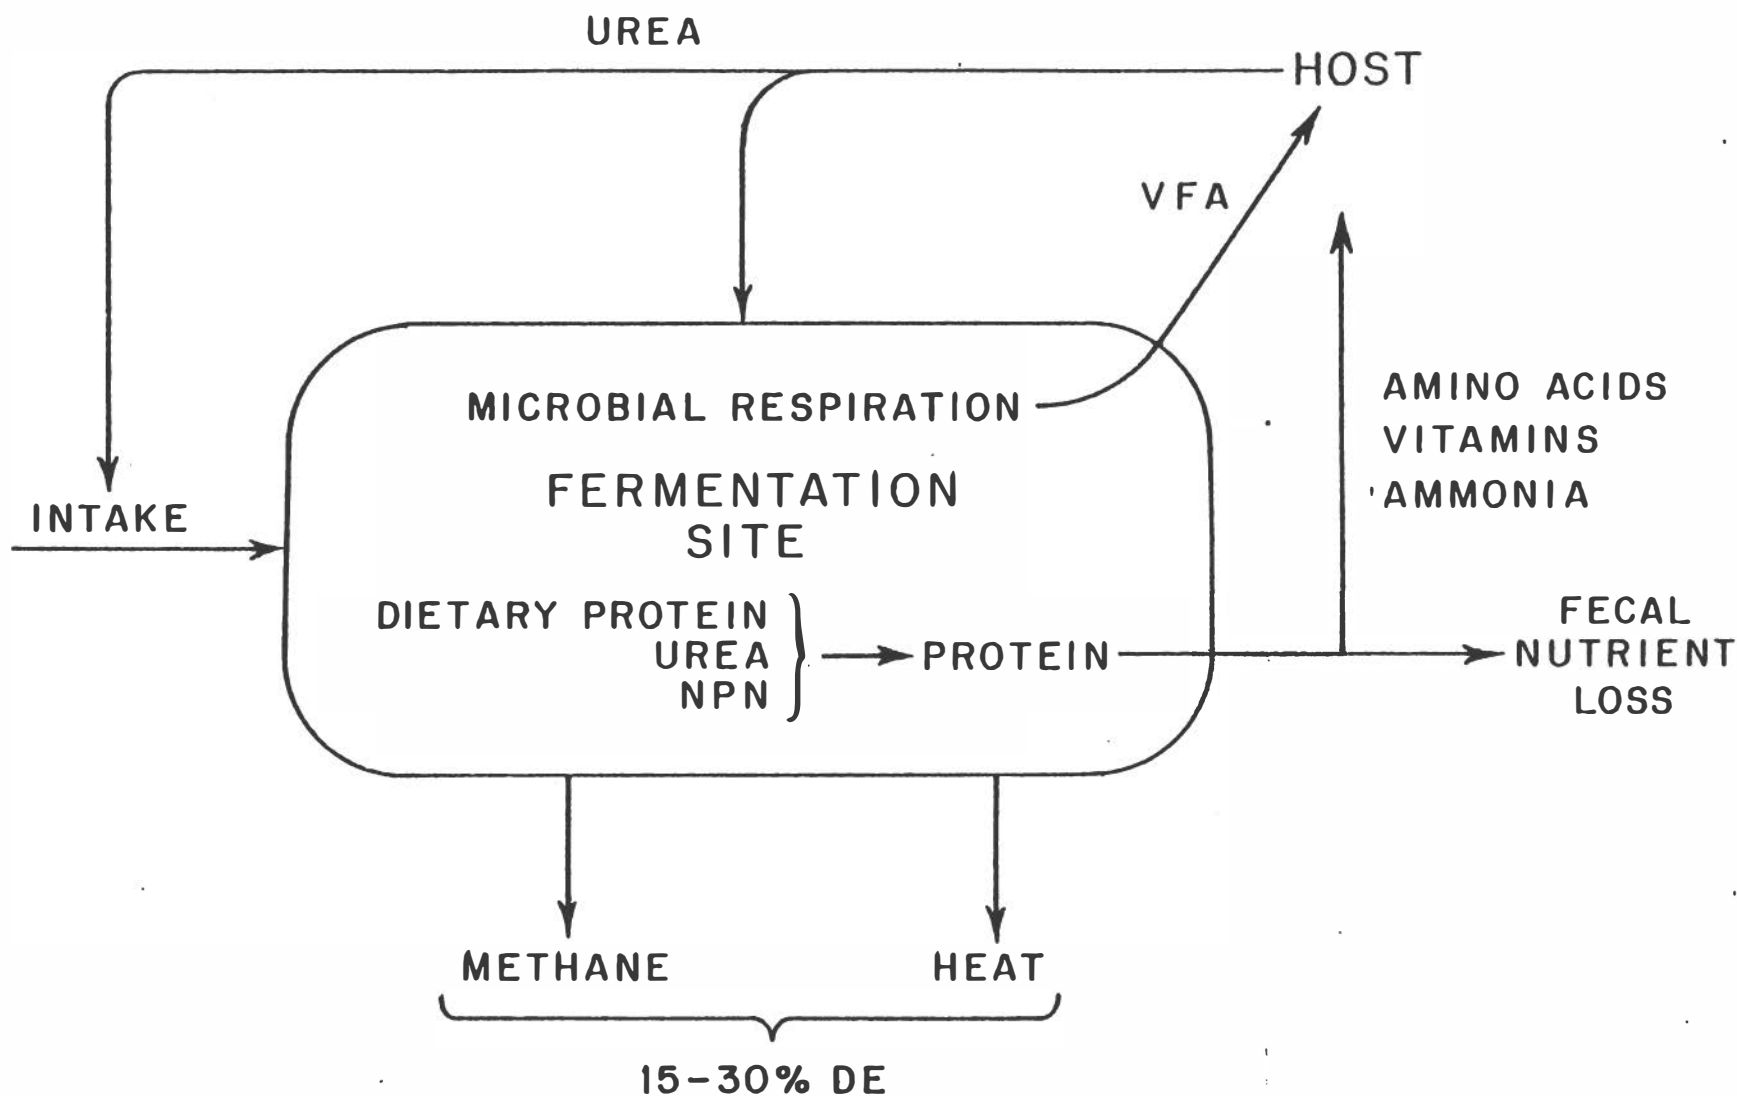 UREA
HOST
VFA
MICROBIAL RESPIRATION
AMINO ACIDS
VITAMINS
AMMONIA
FERMENTATION
SITE
INTAKE
DIETARY PROTEIN
UREA
NPN
PROTEIN
FECAL
NUTRIENT
LOSS
METHANE
HEAT
15-30% DE